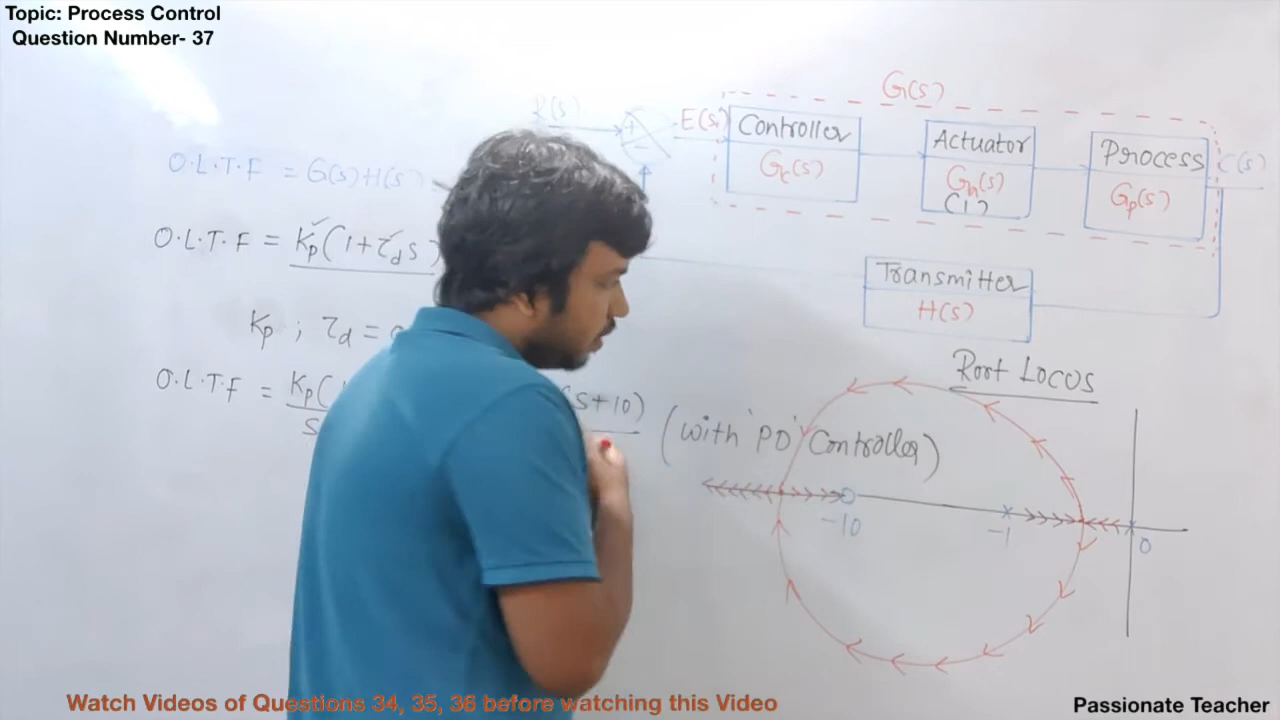 Topic: Process Control
Question Number- 37
G(s)
R(s)
+
-
E(s)
Controller
Gc(s)
Actuator
(1)
Process
Gp(s)
C(s)
O.L.T.F = G(s)H(s)
O.L.T.F = Kp(1+τds)
Transmitter
H(s)
Kp ; τd =
Root Locus
O.L.T.F = Kp(
s
(s+10)
(with 'PD' Controller)
-10
-1
0
Watch Videos of Questions 34, 35, 36 before watching this Video
Passionate Teacher